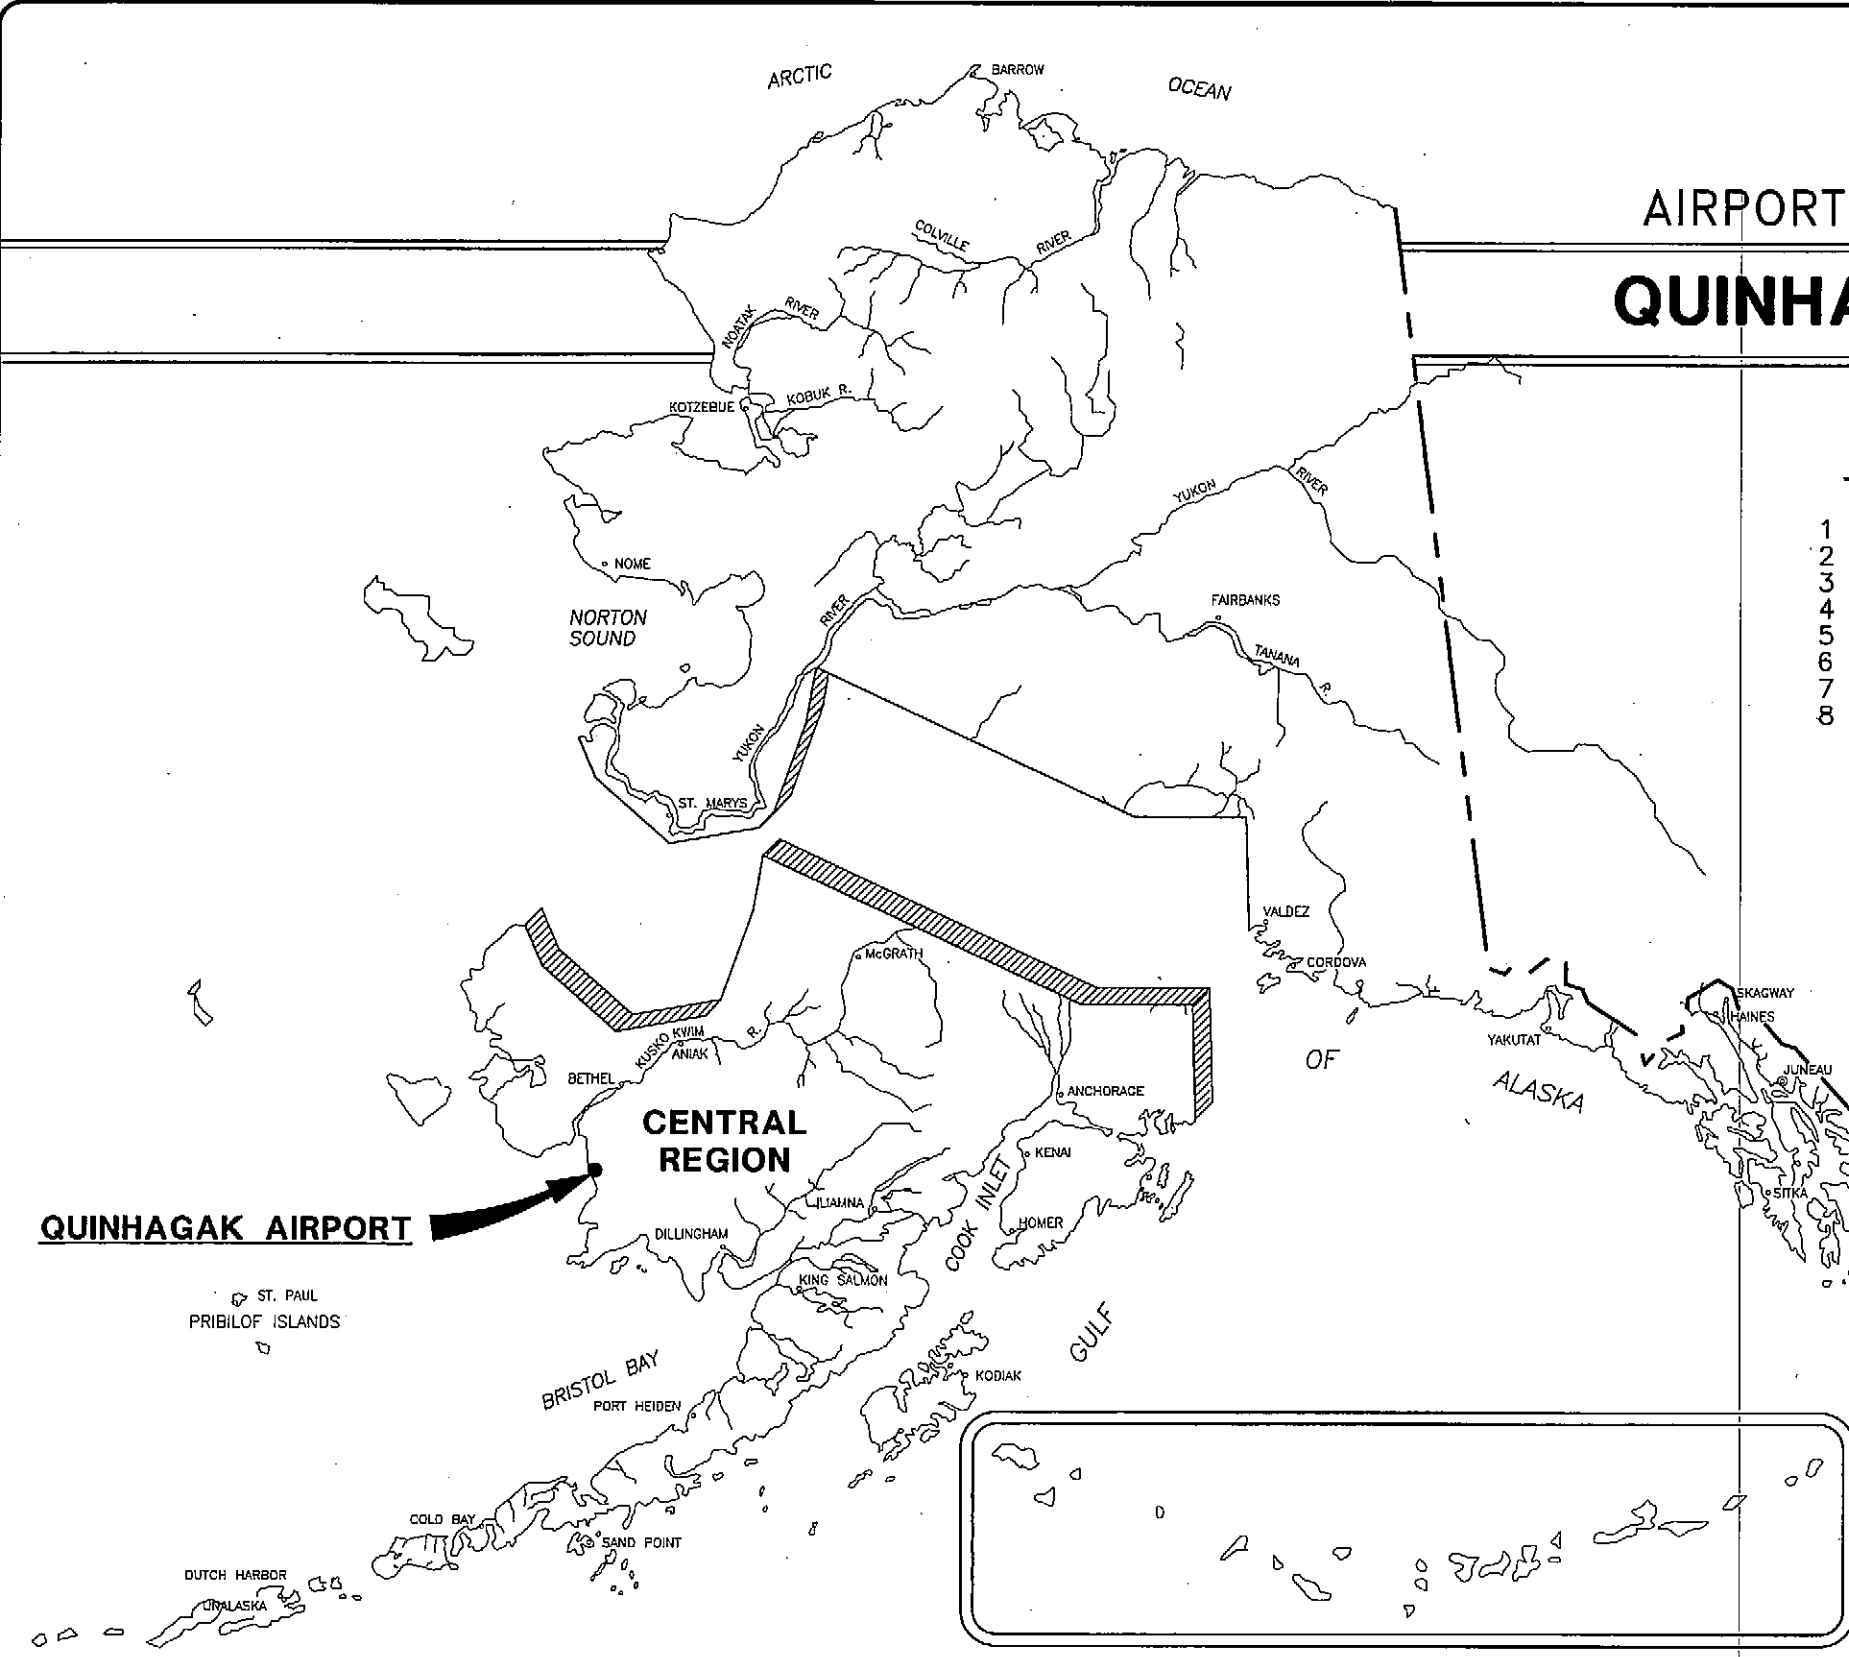 ARCTIC
BARROW
OCEAN
AIRPORT
COLVILLE
RIVER
QUINHA
NOATAK
RIVER
KOTZEBUE
KOBUK R.
YUKON
RIVER
1
2
3
4
5
6
7
8
NOME
NORTON
SOUND
RIVER
FAIRBANKS
TANANA
R.
YUKON
ST. MARYS
VALDEZ
McGRATH
CORDOVA
SKAGWAY
HAINES
YAKUTAT
JUNEAU
SITKA
KUSKO KWIM
R.
ANIAK
BETHEL
OF
ALASKA
ANCHORAGE
CENTRAL
REGION
KENAI
COOK INLET
ILIAMNA
HOMER
QUINHAGAK AIRPORT
DILLINGHAM
KING SALMON
ST. PAUL
PRIBILOF ISLANDS
GULF
BRISTOL BAY
KODIAK
PORT HEIDEN
COLD BAY
SAND POINT
DUTCH HARBOR
UNALASKA